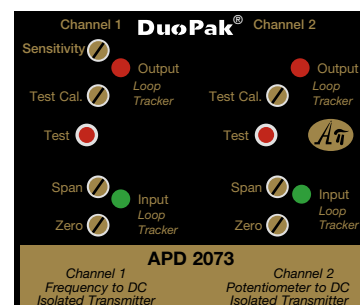 Channel 1 DuoPak® Channel 2
Sensitivity
Output Output
Loop Loop
Test Cal. Tracker Test Cal. Tracker
Test Test
Span Span
Input Input
Loop Loop
Zero Tracker Zero Tracker
APD 2073
Channel 1 Channel 2
Frequency to DC Potentiometer to DC
Isolated Transmitter Isolated Transmitter